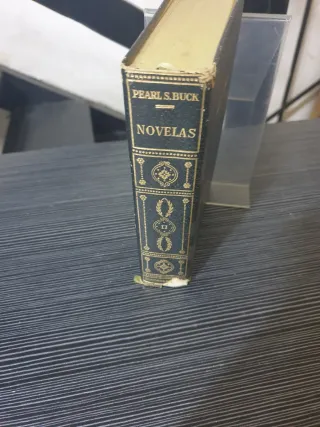 PEARL S. BUCK
NOVELAS
II